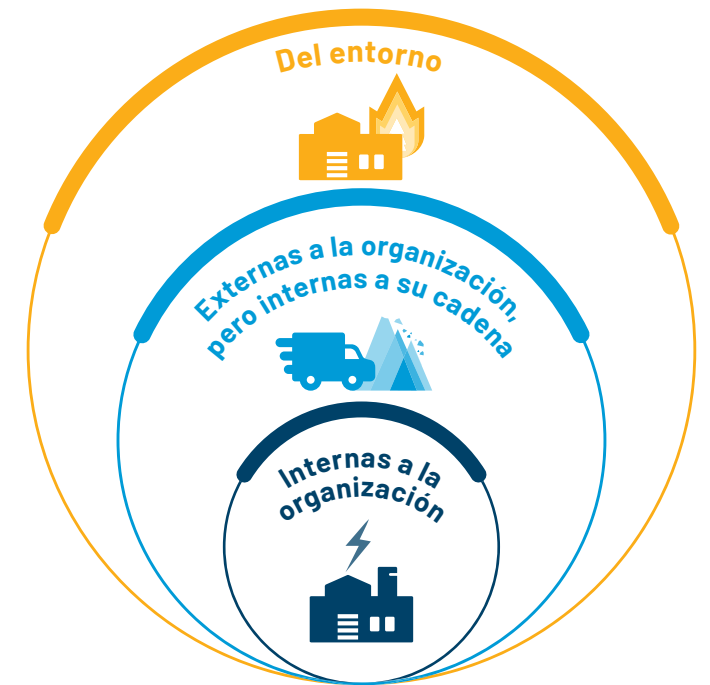 Del entorno
Externas a la organización,
pero internas a su cadena
Internas a la
organización